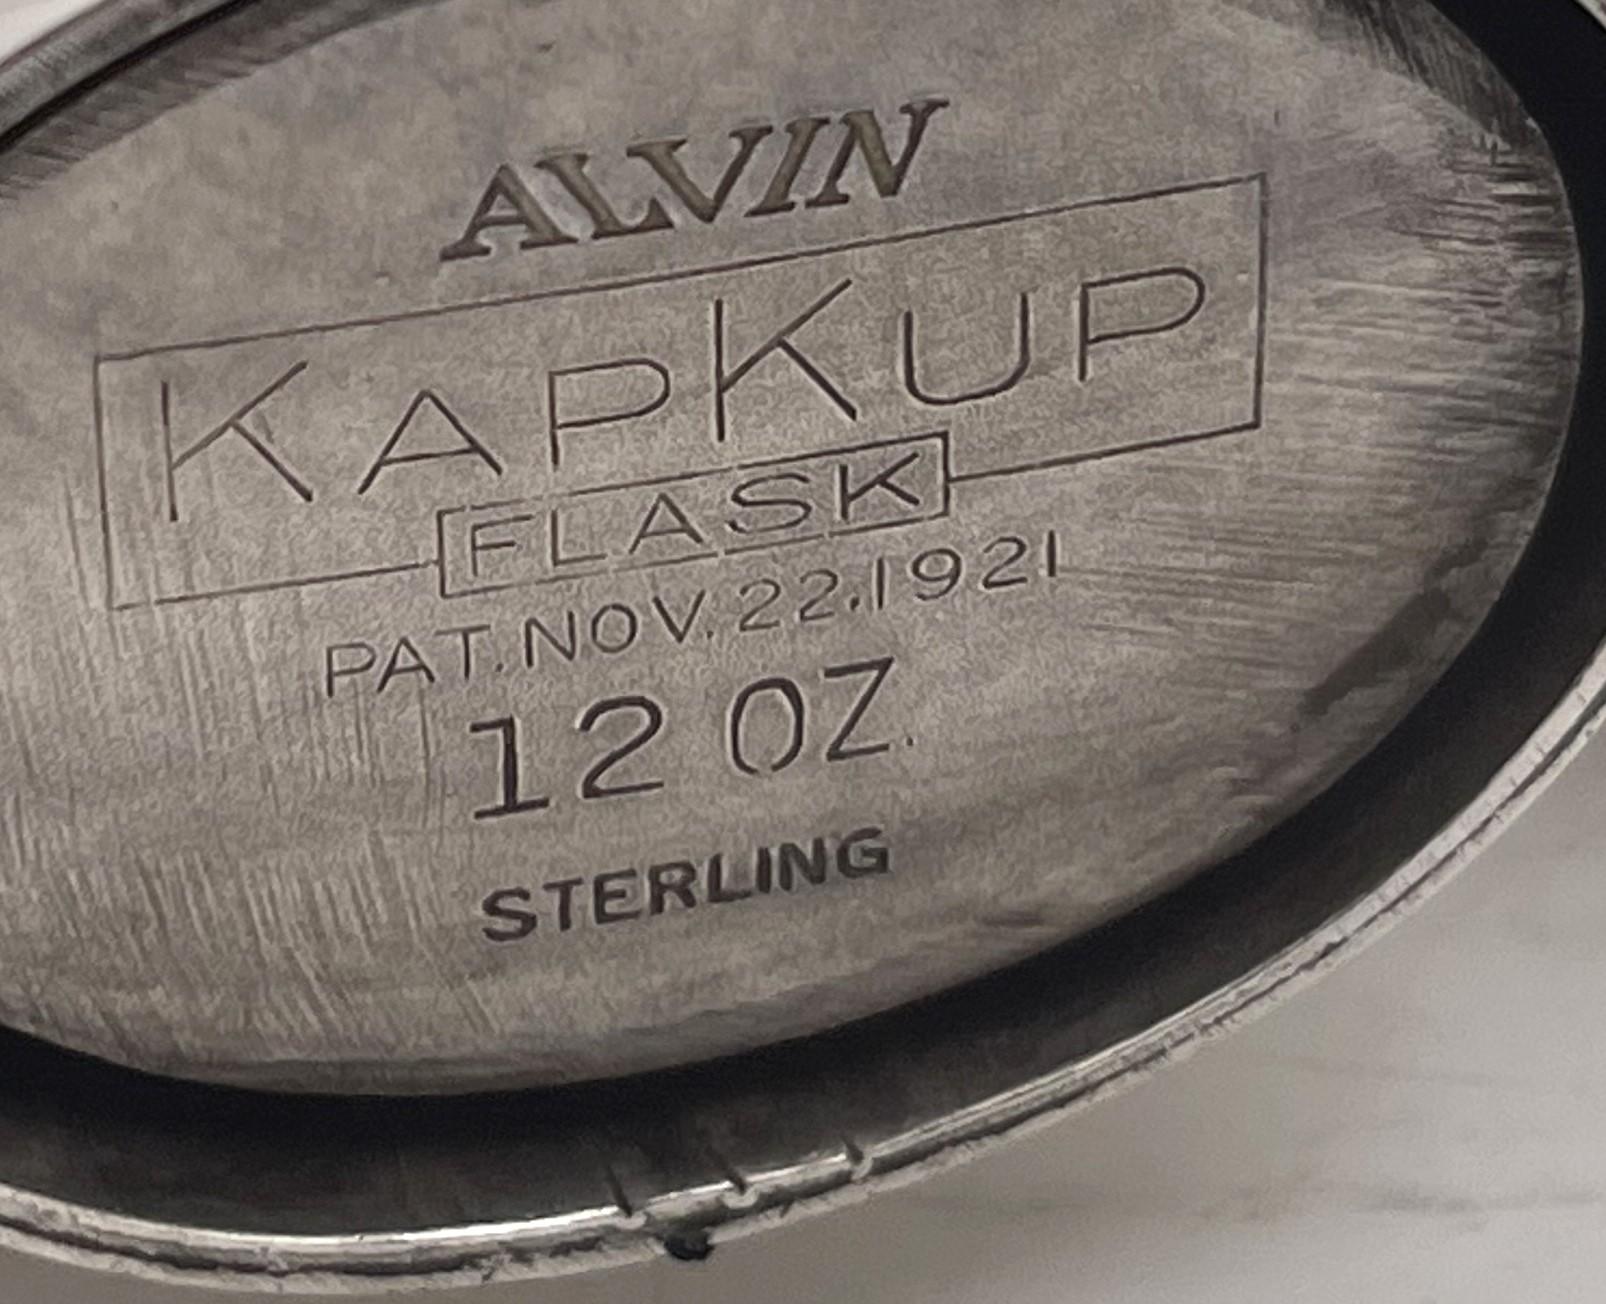 ALVIN
KAPKUP
FLASK
PAT. NOV. 22. 1921
12 OZ.
STERLING